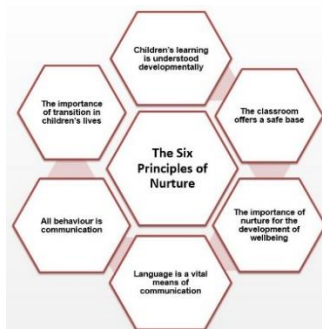 Children's learning
is understood
developmentally
The importance
of transition in
children's lives
The classroom
offers a safe base
The Six
Principles of
Nurture
All behaviour is
communication
The importance of
nurture for the
development of
wellbeing
Language is a vital
means of
communication